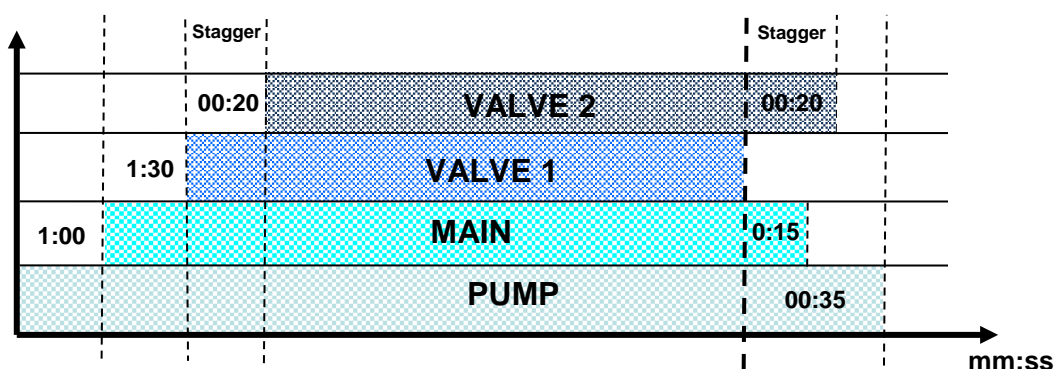 Stagger Stagger
00:20 VALVE 2 00:20
1:30 VALVE 1
1:00 MAIN 0:15
PUMP 00:35
mm:ss